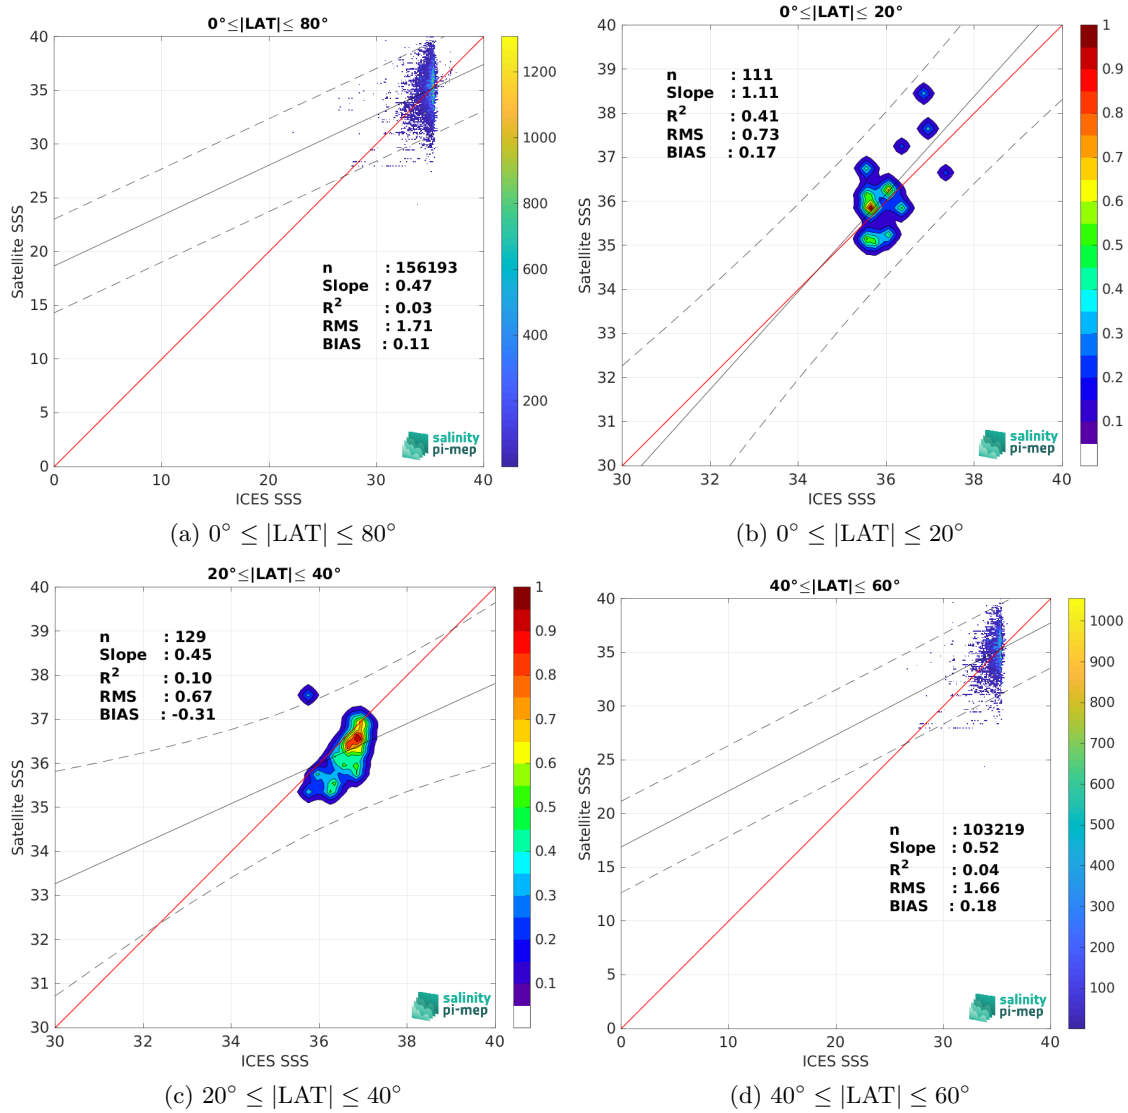 0°≤|LAT|≤ 80°
Satellite SSS
40
35
30
25
20
15
10
5
0
n : 156193
Slope : 0.47
R² : 0.03
RMS : 1.71
BIAS : 0.11
salinity
pi-mep
0 10 20 30 40
ICES SSS
1200
1000
800
600
400
200
(a) 0° ≤ |LAT| ≤ 80°
0°≤|LAT|≤ 20°
Satellite SSS
40
39
38
37
36
35
34
33
32
31
30
n : 111
Slope : 1.11
R² : 0.41
RMS : 0.73
BIAS : 0.17
salinity
pi-mep
30 32 34 36 38 40
ICES SSS
1
0.9
0.8
0.7
0.6
0.5
0.4
0.3
0.2
0.1
(b) 0° ≤ |LAT| ≤ 20°
20°≤|LAT|≤ 40°
Satellite SSS
40
39
38
37
36
35
34
33
32
31
30
n : 129
Slope : 0.45
R² : 0.10
RMS : 0.67
BIAS : -0.31
salinity
pi-mep
30 32 34 36 38 40
ICES SSS
1
0.9
0.8
0.7
0.6
0.5
0.4
0.3
0.2
0.1
(c) 20° ≤ |LAT| ≤ 40°
40°≤|LAT|≤ 60°
Satellite SSS
40
35
30
25
20
15
10
5
0
n : 103219
Slope : 0.52
R² : 0.04
RMS : 1.66
BIAS : 0.18
salinity
pi-mep
0 10 20 30 40
ICES SSS
1000
900
800
700
600
500
400
300
200
100
(d) 40° ≤ |LAT| ≤ 60°